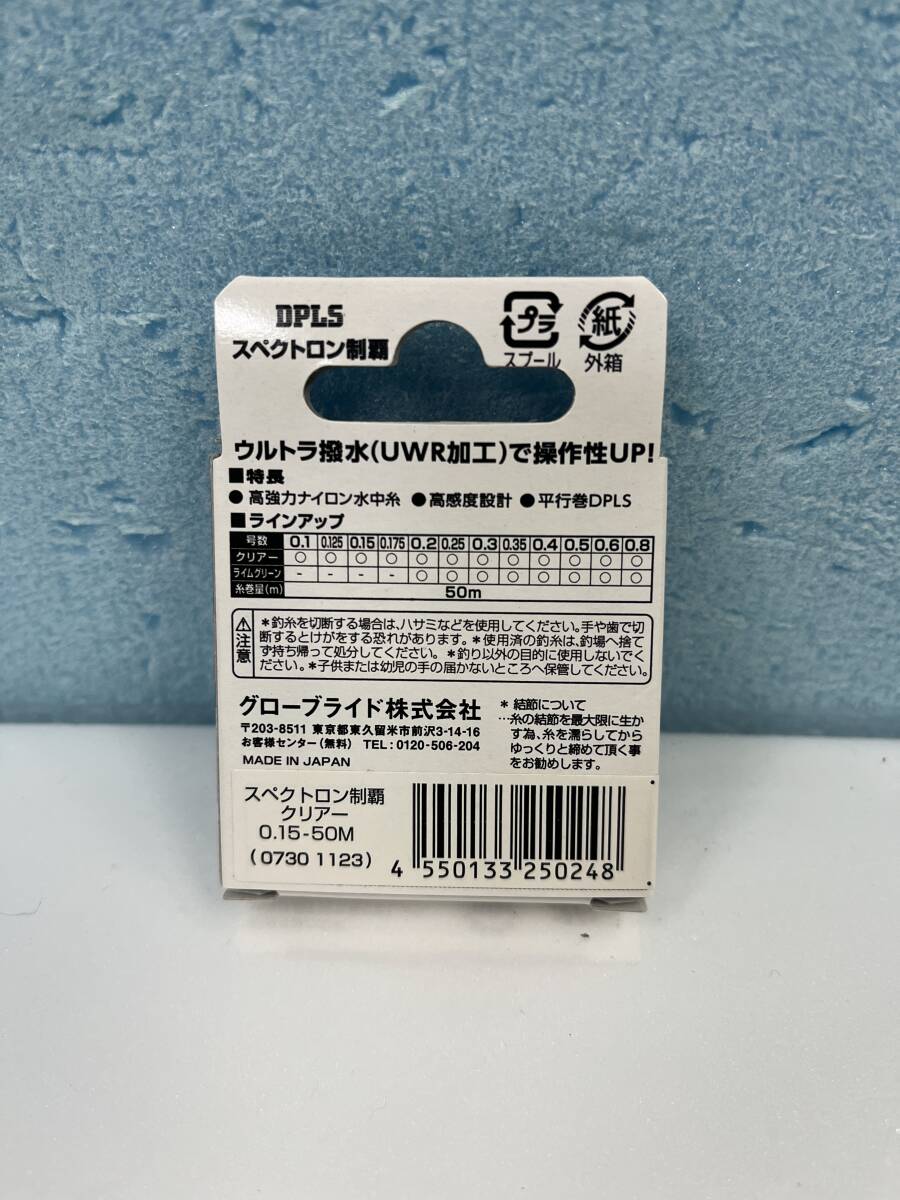 DPLS
スペクトロン制覇
プラ
スプール
紙
外箱
ウルトラ撥水(UWR加工)で操作性UP!
■特長
●高強力ナイロン水中糸 ●高感度設計 ●平行巻DPLS
■ラインアップ
号数 0.1 0.125 0.15 0.175 0.2 0.25 0.3 0.35 0.4 0.5 0.6 0.8
クリアー ○ ○ ○ ○ ○ ○ ○ ○ ○ ○ ○ ○
ライムグリーン - - - - ○ ○ ○ ○ ○ ○ ○ ○
糸巻量(m) 50m
注意
*釣糸を切断する場合は、ハサミなどを使用してください。手や歯で切
断するとけがをする恐れがあります。*使用済の釣糸は、釣場へ捨て
ず持ち帰って処分してください。*釣り以外の目的に使用しないでく
ださい。*子供または幼児の手の届かないところへ保管してください。
グローブライド株式会社
〒203-8511 東京都東久留米市前沢3-14-16
お客様センター(無料) TEL:0120-506-204
MADE IN JAPAN
*結節について
…糸の結節を最大限に生か
す為、糸を濡らしてから
ゆっくりと締めて頂く事
をお勧めします。
スペクトロン制覇
クリアー
0.15-50M
(0730 1123)
4 550133 250248